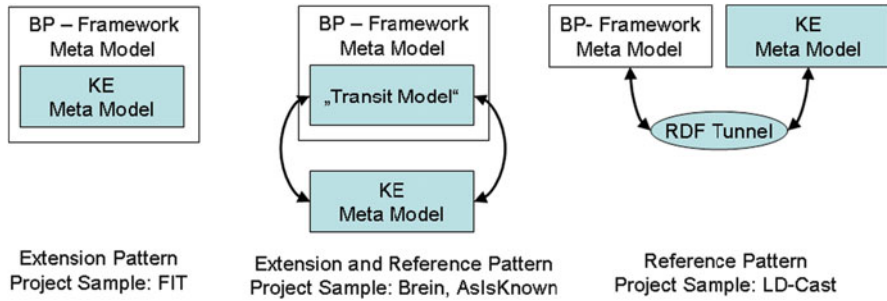 BP – Framework
Meta Model
KE
Meta Model
Extension Pattern
Project Sample: FIT
BP – Framework
Meta Model
„Transit Model“
KE
Meta Model
Extension and Reference Pattern
Project Sample: Brein, AsIsKnown
BP- Framework
Meta Model
KE
Meta Model
RDF Tunnel
Reference Pattern
Project Sample: LD-Cast